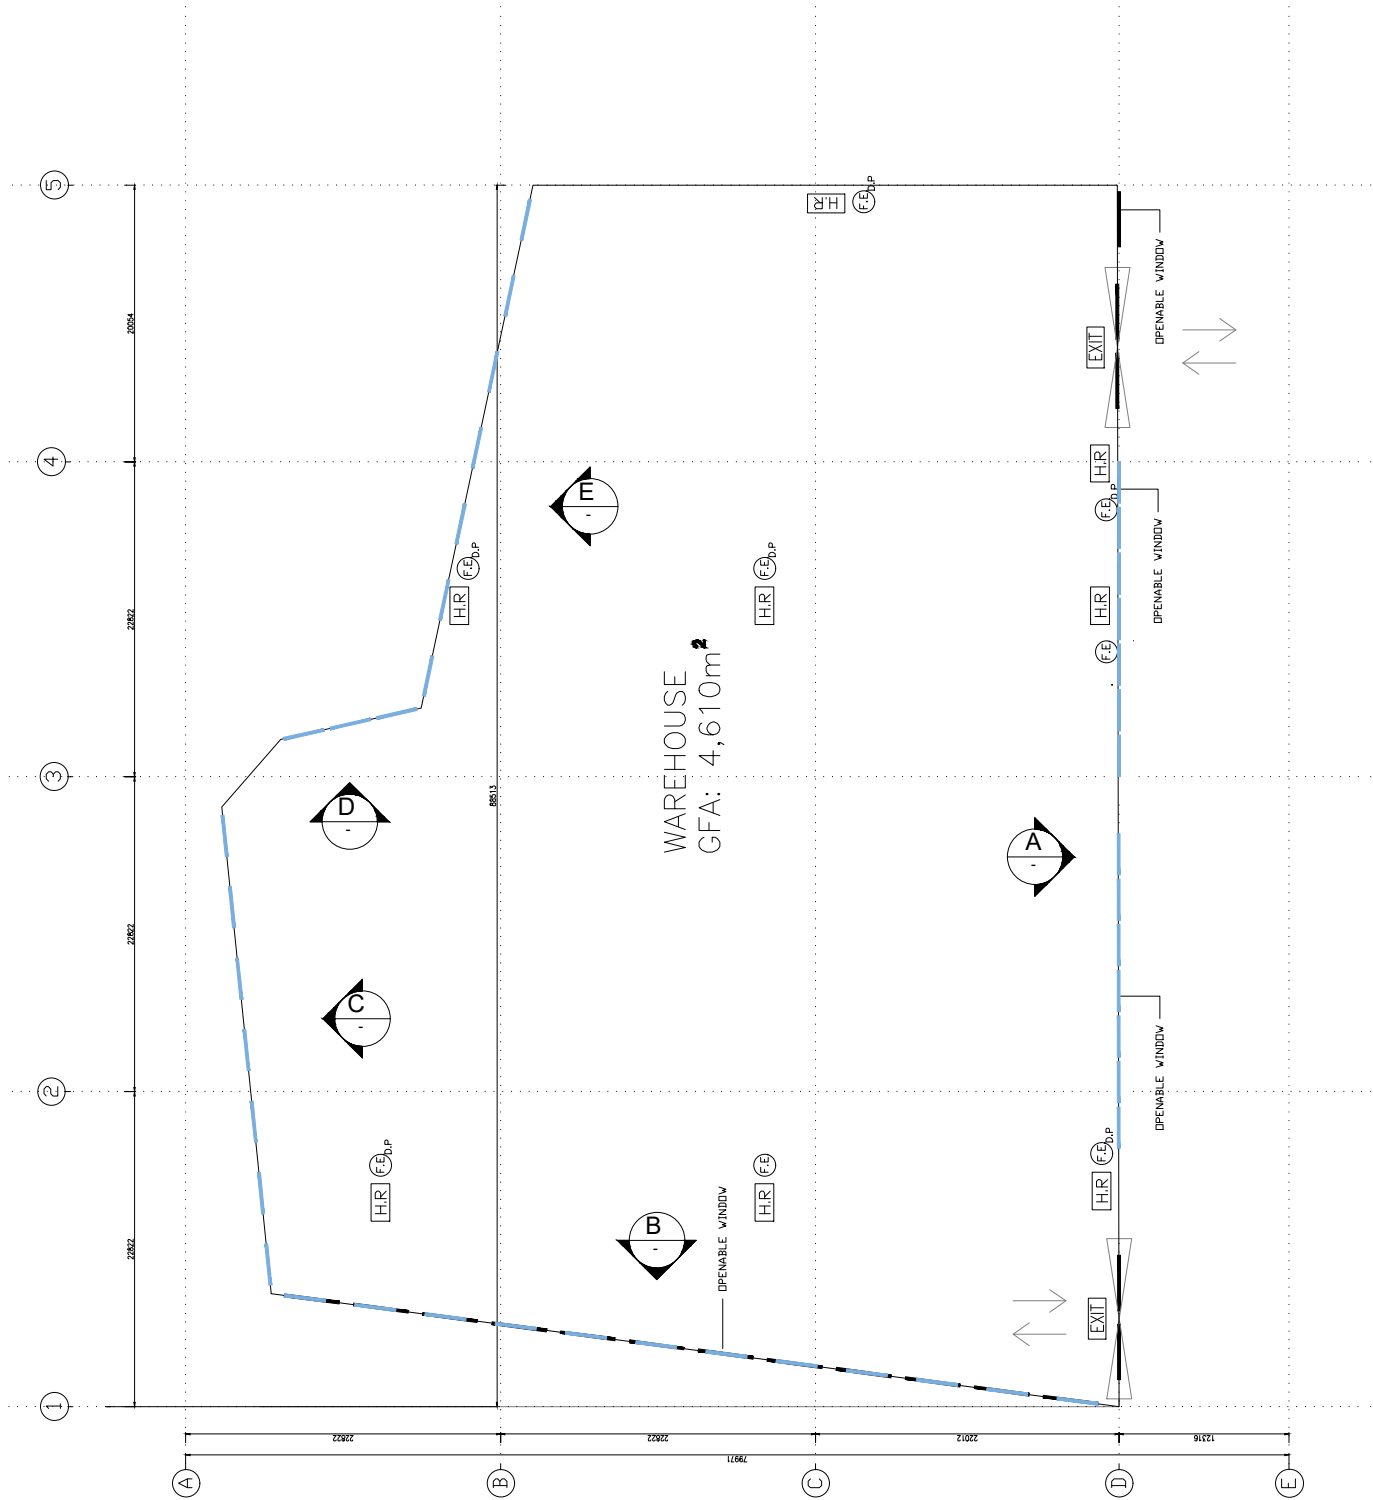 5
4
3
2
1
A
B
C
D
E
20054
22822
22822
22822
88513
22822
22822
22012
12316
79971
H.R
F.E
D.P
EXIT
OPENABLE WINDOW
H.R
F.E
D.P
E
-
H.R
F.E
D.P
H.R
F.E
D.P
H.R
F.E
OPENABLE WINDOW
WAREHOUSE
GFA: 4,610m²
D
-
A
-
C
-
OPENABLE WINDOW
H.R
F.E
D.P
H.R
F.E
H.R
F.E
D.P
B
-
OPENABLE WINDOW
EXIT